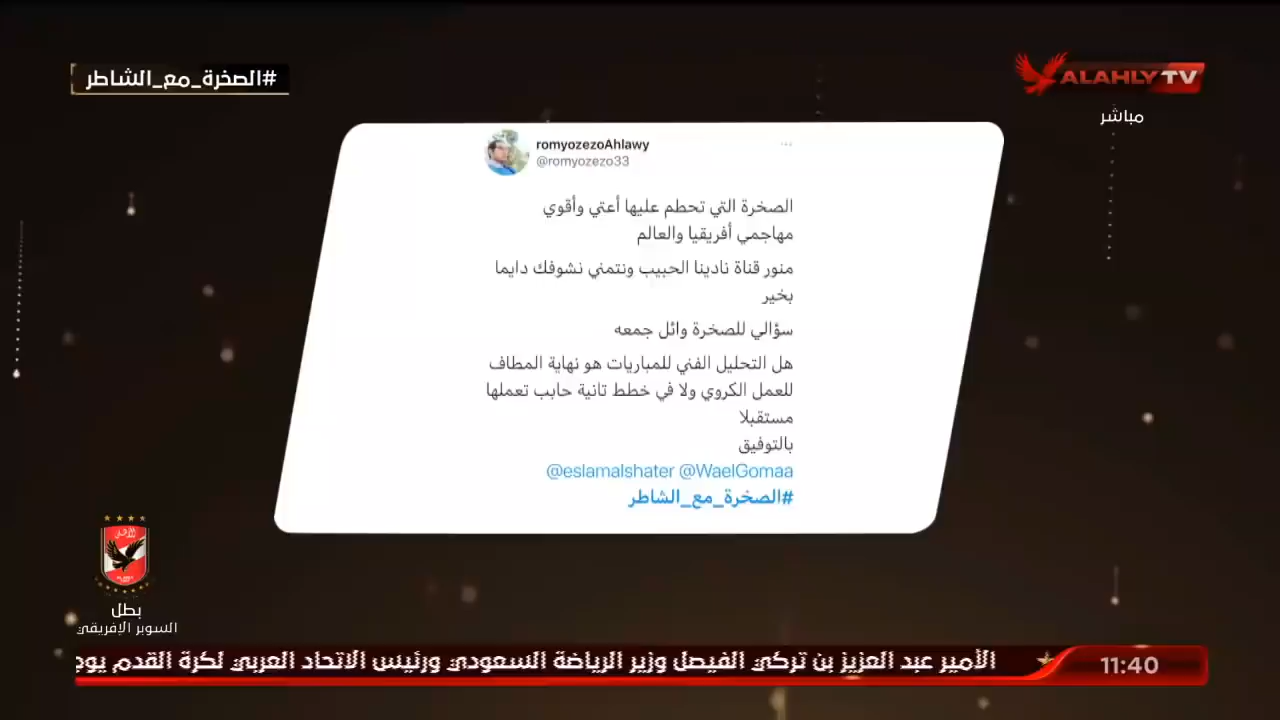 #الصخرة_مع_الشاطر
ALAHLY TV
مباشر
romyozezoAhlawy
@romyozezo33
الصخرة التي تحطم عليها أعتي وأقوي
مهاجمي أفريقيا والعالم
منور قناة نادينا الحبيب ونتمني نشوفك دايما
بخير
سؤالي للصخرة وائل جمعه
هل التحليل الفني للمباريات هو نهاية المطاف
للعمل الكروي ولا في خطط تانية حابب تعملها
مستقبلا
بالتوفيق
@eslamalshater @WaelGomaa
#الصخرة_مع_الشاطر
بطل
السوبر الإفريقي
الأمير عبد العزيز بن تركي الفيصل وزير الرياضة السعودي ورئيس الاتحاد العربي لكرة القدم يوم
11:40